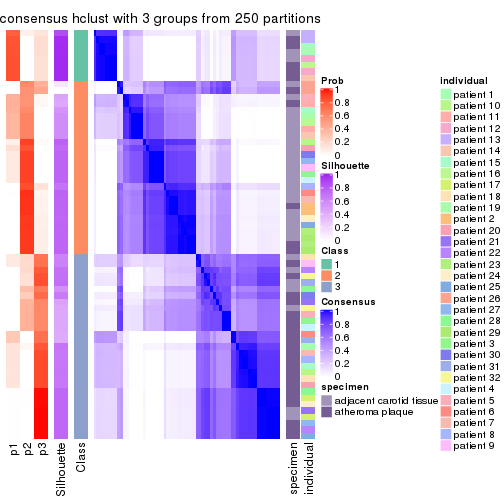 consensus hclust with 3 groups from 250 partitions
p1
p2
p3
Silhouette
Class
specimen
individual
Prob
1
0.8
0.6
0.4
0.2
0
Silhouette
1
0.8
0.6
0.4
0.2
0
Class
1
2
3
Consensus
1
0.8
0.6
0.4
0.2
0
specimen
adjacent carotid tissue
atheroma plaque
individual
patient 1
patient 10
patient 11
patient 12
patient 13
patient 14
patient 15
patient 16
patient 17
patient 18
patient 19
patient 2
patient 20
patient 21
patient 22
patient 23
patient 24
patient 25
patient 26
patient 27
patient 28
patient 29
patient 3
patient 30
patient 31
patient 32
patient 4
patient 5
patient 6
patient 7
patient 8
patient 9